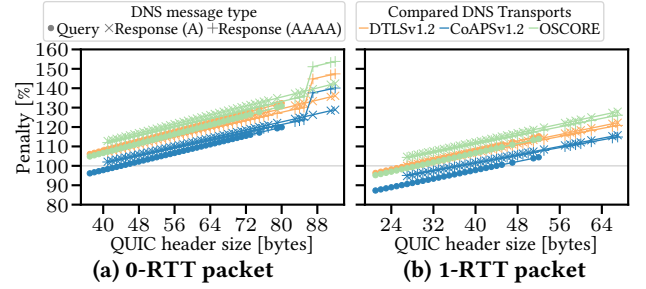 DNS message type
Query Response (A) Response (AAAA)
Compared DNS Transports
DTLSv1.2 CoAPSv1.2 OSCORE
Penalty [%]
160
150
140
130
120
110
100
90
80
40 48 56 64 72 80 88
QUIC header size [bytes]
(a) 0-RTT packet
24 32 40 48 56 64
QUIC header size [bytes]
(b) 1-RTT packet